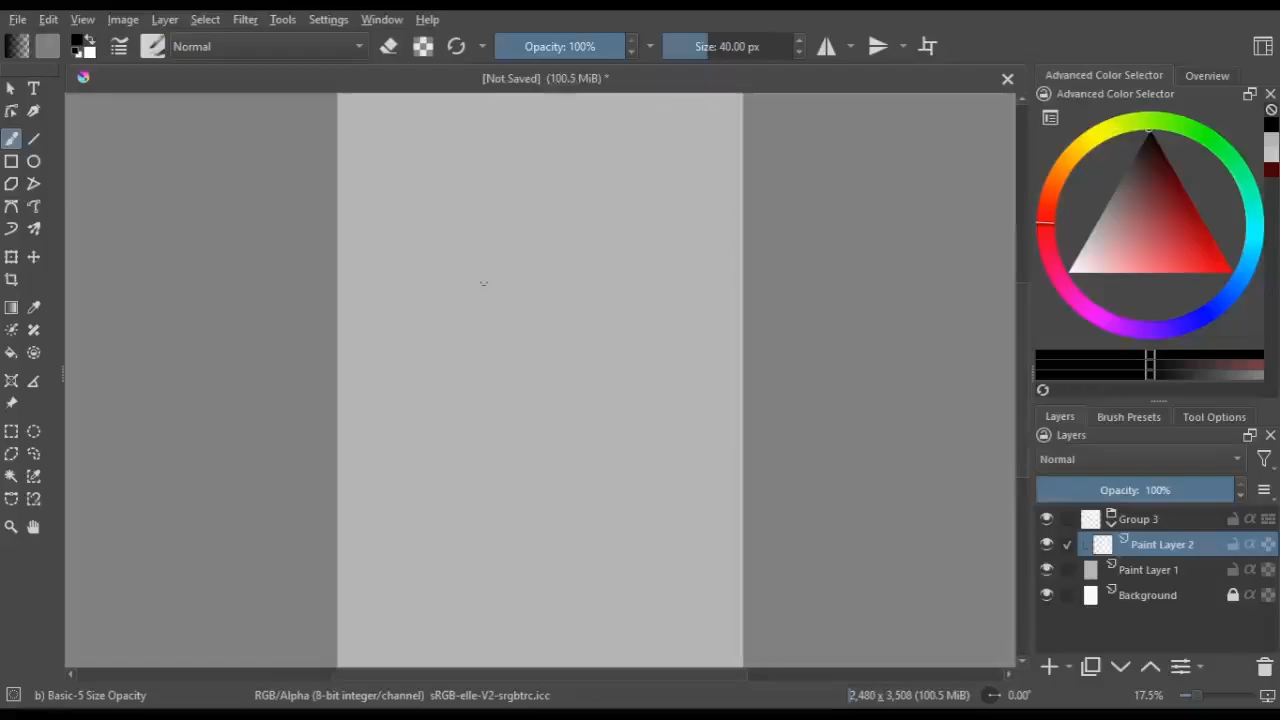 File Edit View Image Layer Select Filter Tools Settings Window Help
Normal Opacity: 100% Size: 40.00 px
[Not Saved] (100.5 MiB) *
Advanced Color Selector Overview
Advanced Color Selector
Layers Brush Presets Tool Options
Layers
Normal
Opacity: 100%
Group 3
Paint Layer 2
Paint Layer 1
Background
b) Basic-5 Size Opacity RGB/Alpha (8-bit integer/channel) sRGB-elle-V2-srgbtrc.icc 2,480 x 3,508 (100.5 MiB) 0.00° 17.5%